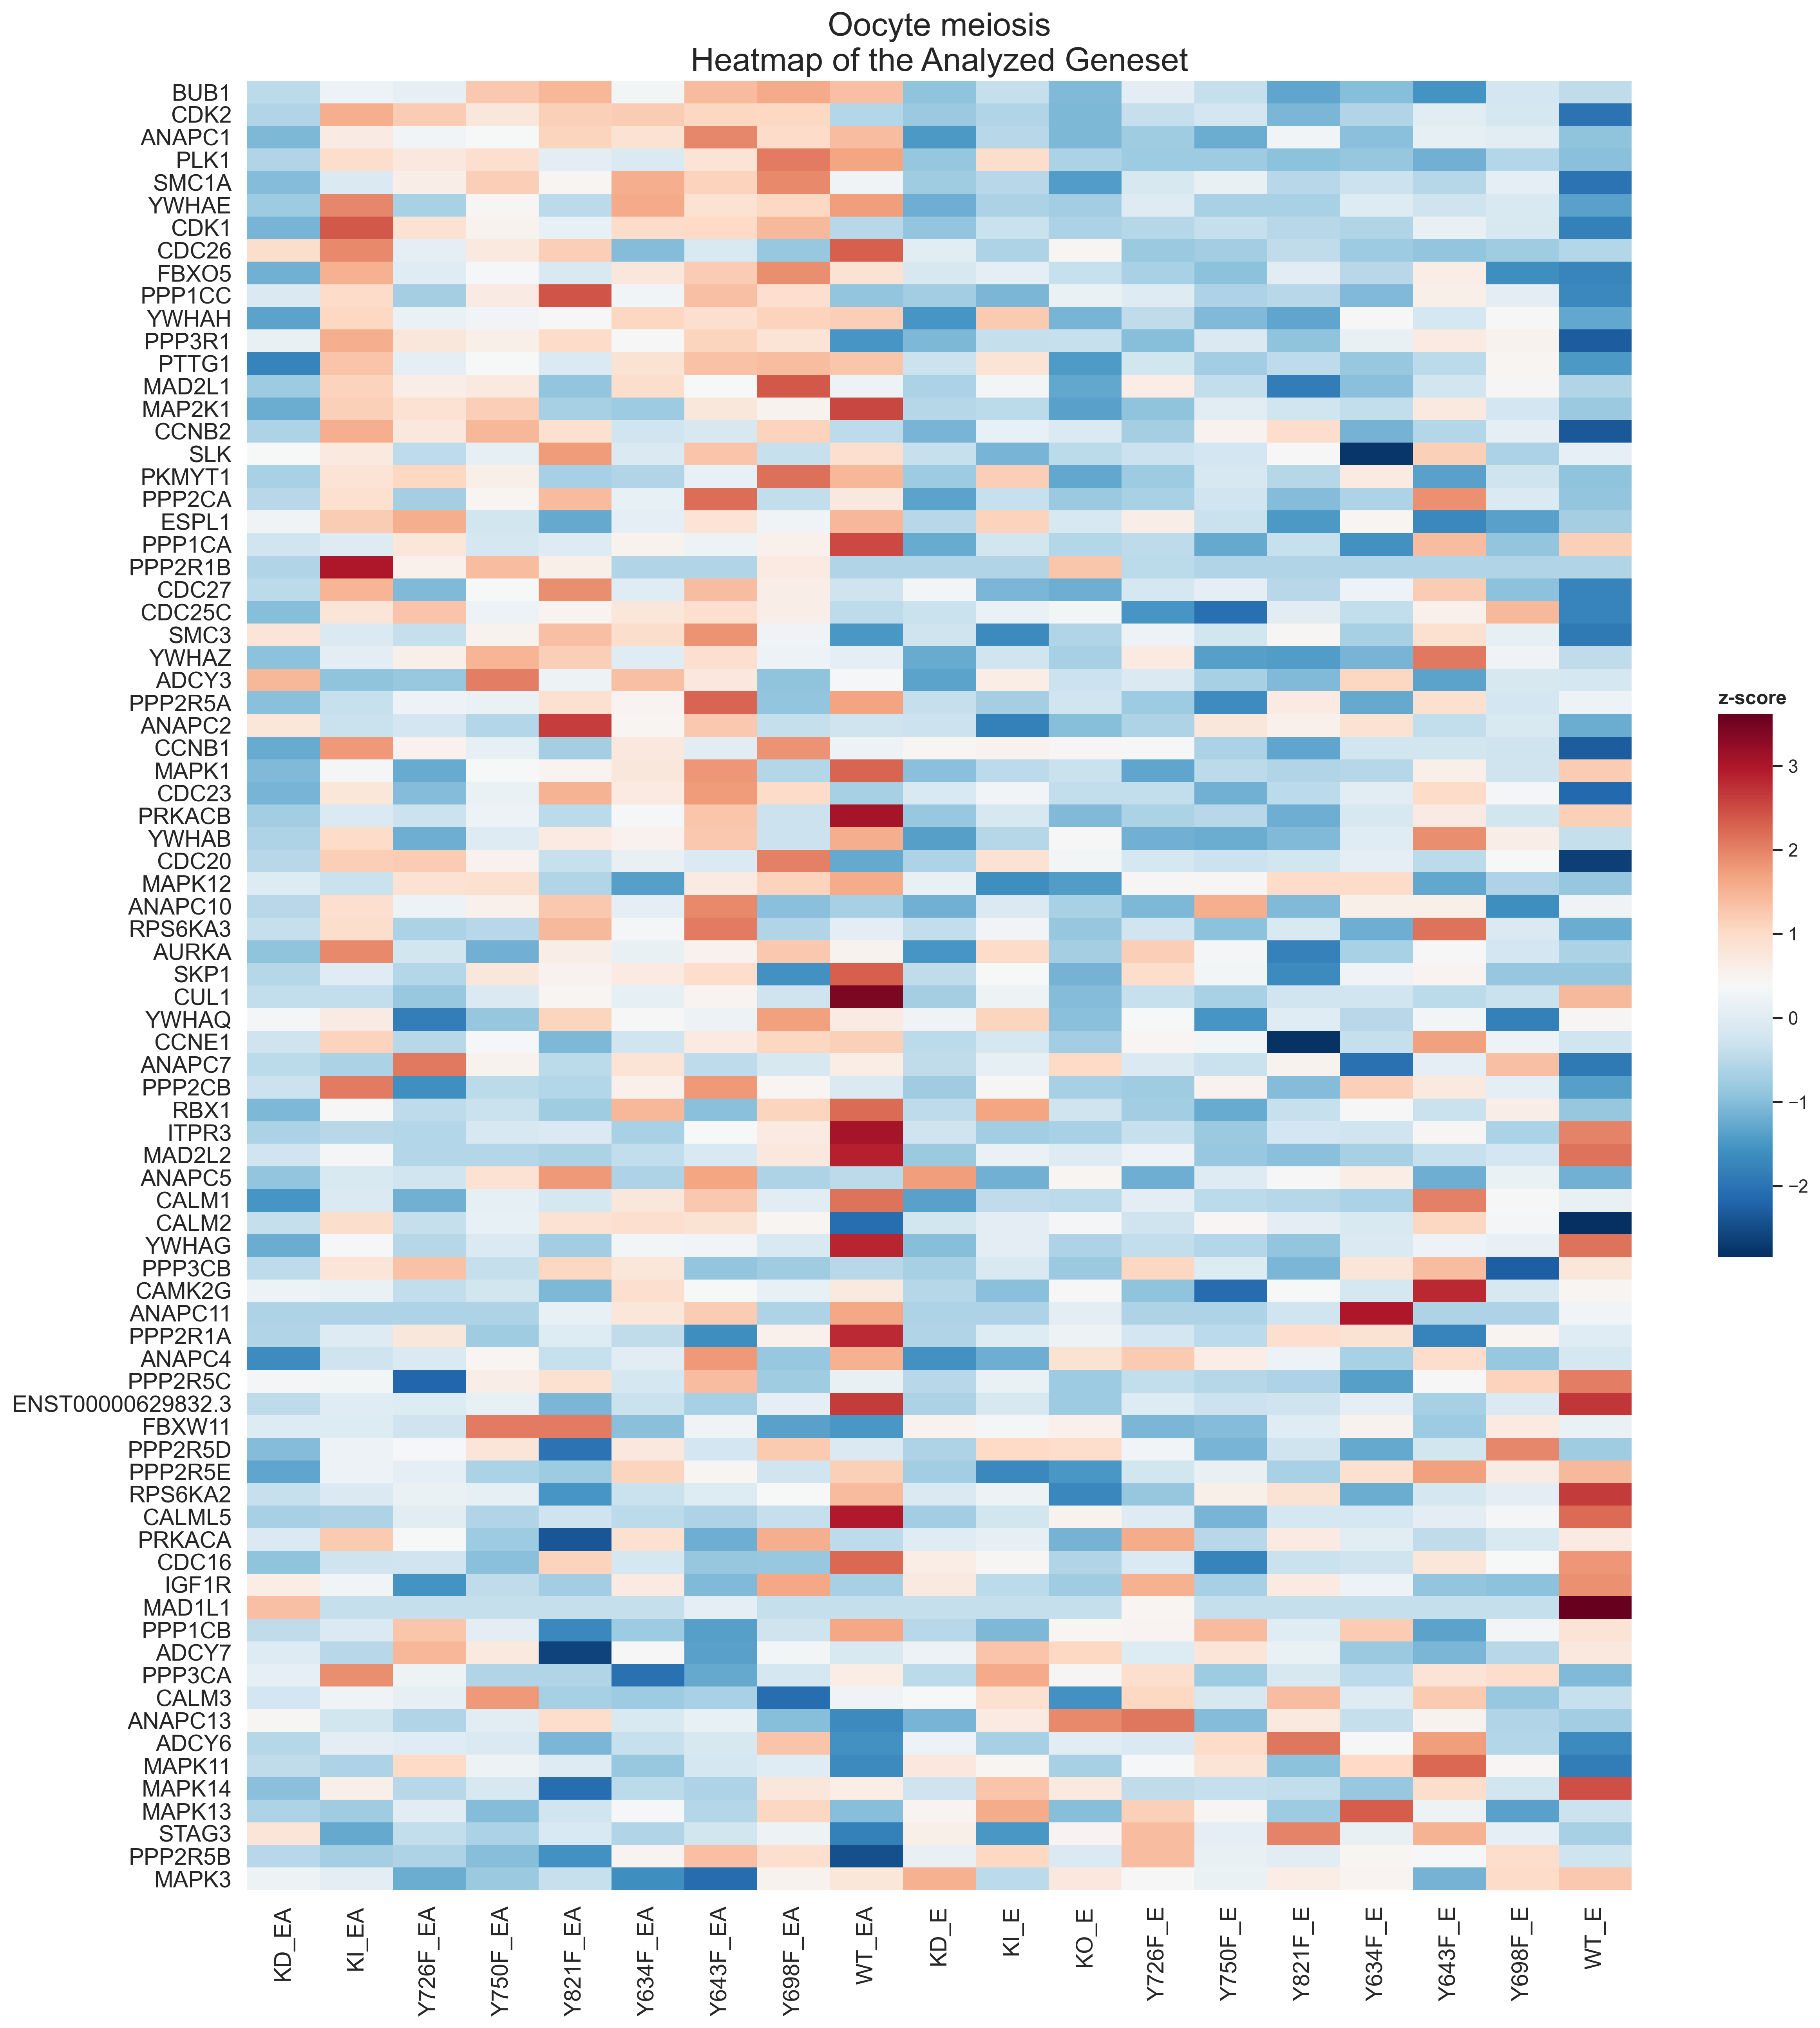 Oocyte meiosis
Heatmap of the Analyzed Geneset
BUB1
CDK2
ANAPC1
PLK1
SMC1A
YWHAE
CDK1
CDC26
FBXO5
PPP1CC
YWHAH
PPP3R1
PTTG1
MAD2L1
MAP2K1
CCNB2
SLK
PKMYT1
PPP2CA
ESPL1
PPP1CA
PPP2R1B
CDC27
CDC25C
SMC3
YWHAZ
ADCY3
PPP2R5A
ANAPC2
CCNB1
MAPK1
CDC23
PRKACB
YWHAB
CDC20
MAPK12
ANAPC10
RPS6KA3
AURKA
SKP1
CUL1
YWHAQ
CCNE1
ANAPC7
PPP2CB
RBX1
ITPR3
MAD2L2
ANAPC5
CALM1
CALM2
YWHAG
PPP3CB
CAMK2G
ANAPC11
PPP2R1A
ANAPC4
PPP2R5C
ENST00000629832.3
FBXW11
PPP2R5D
PPP2R5E
RPS6KA2
CALML5
PRKACA
CDC16
IGF1R
MAD1L1
PPP1CB
ADCY7
PPP3CA
CALM3
ANAPC13
ADCY6
MAPK11
MAPK14
MAPK13
STAG3
PPP2R5B
MAPK3
KD_EA
KI_EA
Y726F_EA
Y750F_EA
Y821F_EA
Y634F_EA
Y643F_EA
Y698F_EA
WT_EA
KD_E
KI_E
KO_E
Y726F_E
Y750F_E
Y821F_E
Y634F_E
Y643F_E
Y698F_E
WT_E
z-score
3
2
1
0
−1
−2